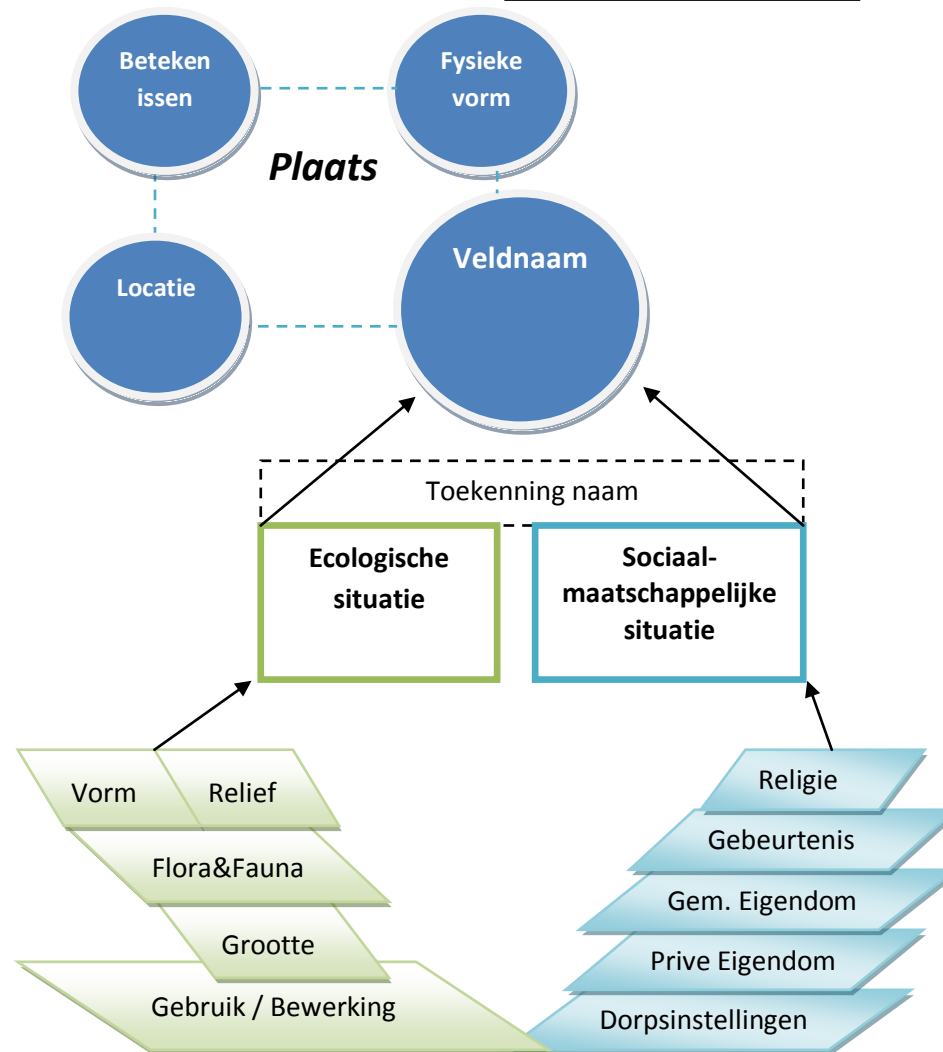 Beteken
issen
Fysieke
vorm
Plaats
Locatie
Veldnaam
Toekenning naam
Ecologische
situatie
Sociaal-
maatschappelijke
situatie
Vorm
Relief
Flora&Fauna
Grootte
Gebruik / Bewerking
Religie
Gebeurtenis
Gem. Eigendom
Prive Eigendom
Dorpsinstellingen